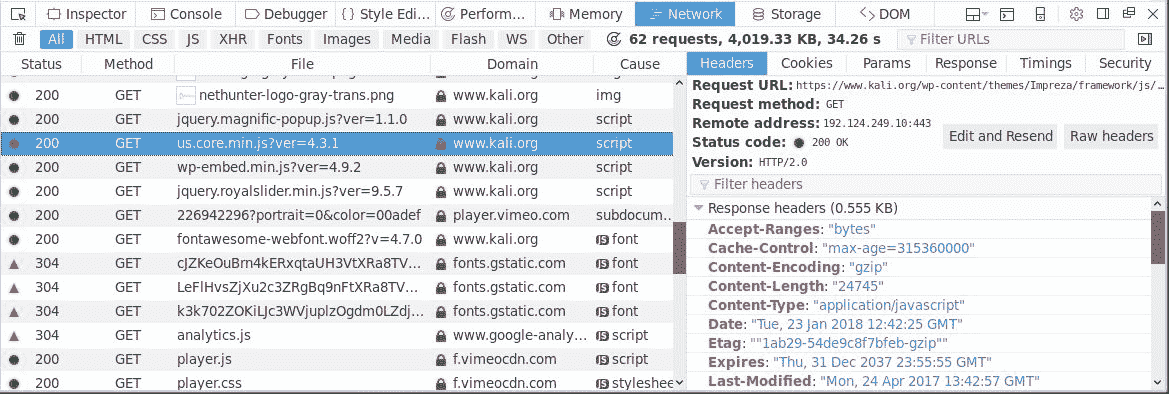 Inspector Console Debugger { } Style Edi... Perform... Memory Network Storage DOM
All HTML CSS JS XHR Fonts Images Media Flash WS Other 62 requests, 4,019.33 KB, 34.26 s Filter URLs
Status Method File Domain Cause
200 GET nethunter-logo-gray-trans.png www.kali.org img
200 GET jquery.magnific-popup.js?ver=1.1.0 www.kali.org script
200 GET us.core.min.js?ver=4.3.1 www.kali.org script
200 GET wp-embed.min.js?ver=4.9.2 www.kali.org script
200 GET jquery.royalslider.min.js?ver=9.5.7 www.kali.org script
200 GET 226942296?portrait=0&color=00adef player.vimeo.com subdocum...
200 GET fontawesome-webfont.woff2?v=4.7.0 www.kali.org JS font
304 GET cJZKeOuBrn4kERxqtaUH3VtXRa8TV... fonts.gstatic.com JS font
304 GET LeFlHvsZjXu2c3ZRgBq9nFtXRa8TV... fonts.gstatic.com JS font
304 GET k3k702ZOKiLJc3WVjuplzOgdm0LZdj... fonts.gstatic.com JS font
304 GET analytics.js www.google-analy... JS script
200 GET player.js f.vimeocdn.com JS script
200 GET player.css f.vimeocdn.com JS styleshee
Headers Cookies Params Response Timings Security
Request URL: https://www.kali.org/wp-content/themes/Impreza/framework/js/...
Request method: GET
Remote address: 192.124.249.10:443
Status code: 200 OK Edit and Resend Raw headers
Version: HTTP/2.0
Filter headers
Response headers (0.555 KB)
Accept-Ranges: "bytes"
Cache-Control: "max-age=315360000"
Content-Encoding: "gzip"
Content-Length: "24745"
Content-Type: "application/javascript"
Date: "Tue, 23 Jan 2018 12:42:25 GMT"
Etag: ""1ab29-54de9c8f7bfeb-gzip""
Expires: "Thu, 31 Dec 2037 23:55:55 GMT"
Last-Modified: "Mon, 24 Apr 2017 13:42:57 GMT"